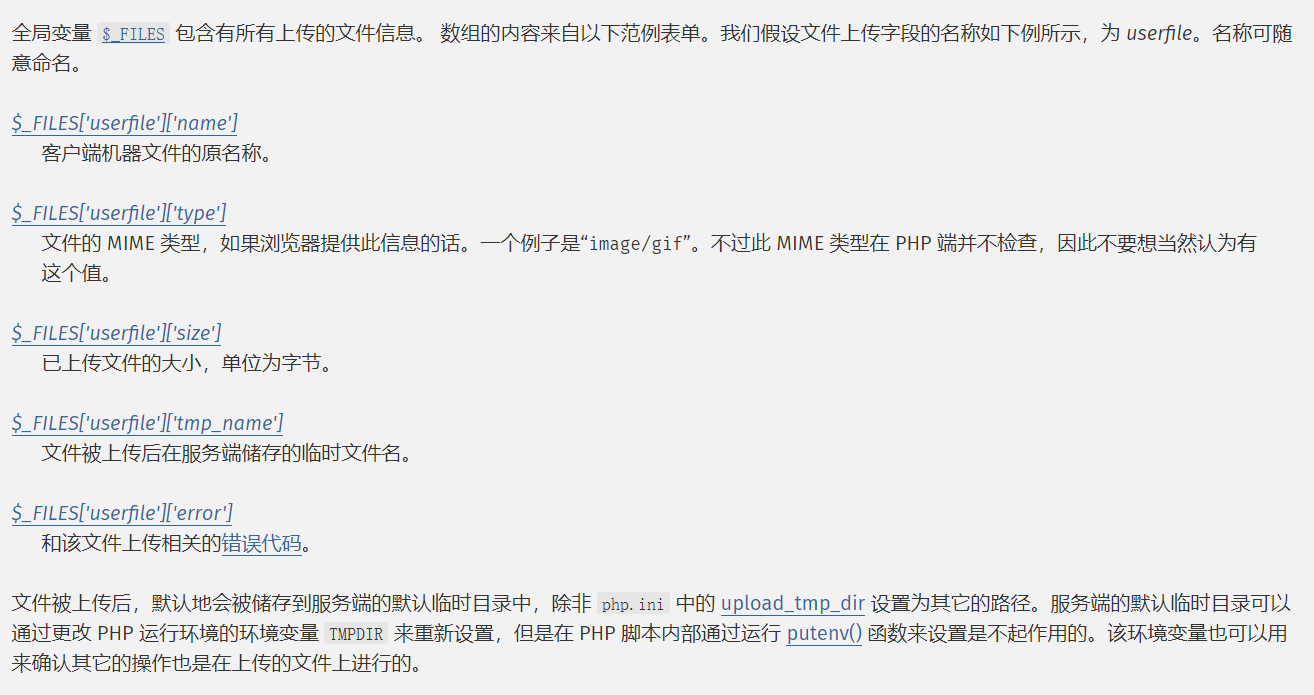 全局变量 $_FILES 包含有所有上传的文件信息。 数组的内容来自以下范例表单。我们假设文件上传字段的名称如下例所示，为 userfile。名称可随
意命名。
$_FILES['userfile']['name']
客户端机器文件的原名称。
$_FILES['userfile']['type']
文件的 MIME 类型，如果浏览器提供此信息的话。一个例子是“image/gif”。不过此 MIME 类型在 PHP 端并不检查，因此不要想当然认为有
这个值。
$_FILES['userfile']['size']
已上传文件的大小，单位为字节。
$_FILES['userfile']['tmp_name']
文件被上传后在服务端储存的临时文件名。
$_FILES['userfile']['error']
和该文件上传相关的错误代码。
文件被上传后，默认地会被储存到服务端的默认临时目录中，除非 php.ini 中的 upload_tmp_dir 设置为其它的路径。服务端的默认临时目录可以
通过更改 PHP 运行环境的环境变量 TMPDIR 来重新设置，但是在 PHP 脚本内部通过运行 putenv() 函数来设置是不起作用的。该环境变量也可以用
来确认其它的操作也是在上传的文件上进行的。